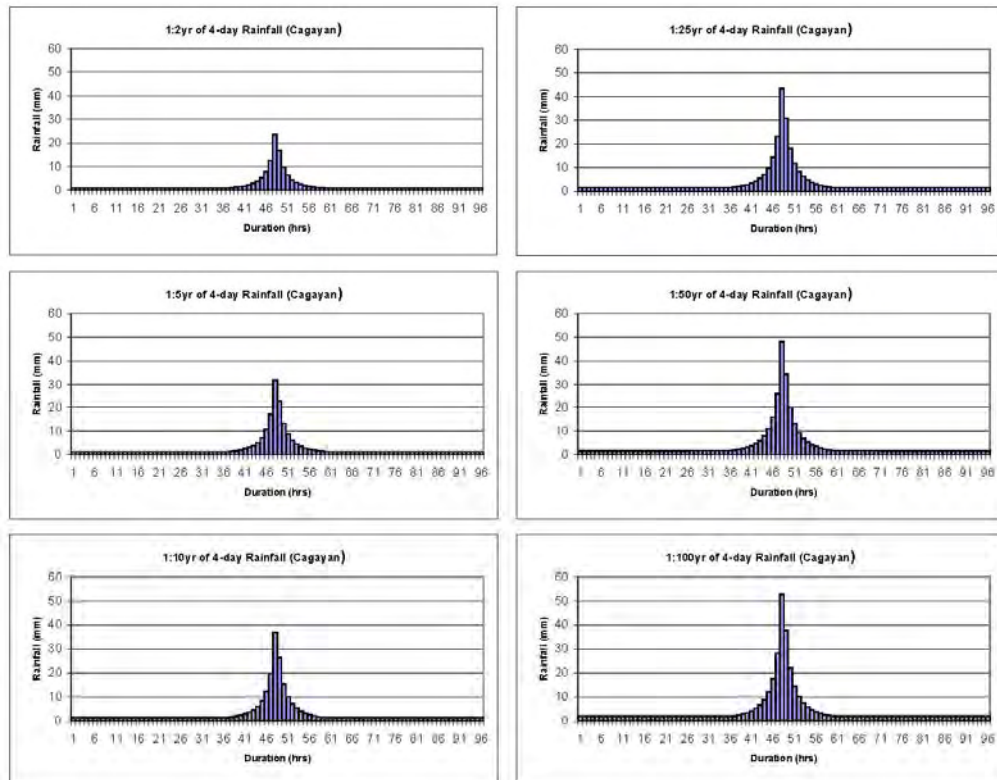 1:2yr of 4-day Rainfall (Cagayan)
60
50
40
30
20
10
0
Rainfall (mm)
1 6 11 16 21 26 31 36 41 46 51 56 61 66 71 76 81 86 91 96
Duration (hrs)
1:25yr of 4-day Rainfall (Cagayan)
60
50
40
30
20
10
0
Rainfall (mm)
1 6 11 16 21 26 31 36 41 46 51 56 61 66 71 76 81 86 91 96
Duration (hrs)
1:5yr of 4-day Rainfall (Cagayan)
60
50
40
30
20
10
0
Rainfall (mm)
1 6 11 16 21 26 31 36 41 46 51 56 61 66 71 76 81 86 91 96
Duration (hrs)
1:50yr of 4-day Rainfall (Cagayan)
60
50
40
30
20
10
0
Rainfall (mm)
1 6 11 16 21 26 31 36 41 46 51 56 61 66 71 76 81 86 91 96
Duration (hrs)
1:10yr of 4-day Rainfall (Cagayan)
60
50
40
30
20
10
0
Rainfall (mm)
1 6 11 16 21 26 31 36 41 46 51 56 61 66 71 76 81 86 91 96
Duration (hrs)
1:100yr of 4-day Rainfall (Cagayan)
60
50
40
30
20
10
0
Rainfall (mm)
1 6 11 16 21 26 31 36 41 46 51 56 61 66 71 76 81 86 91 96
Duration (hrs)